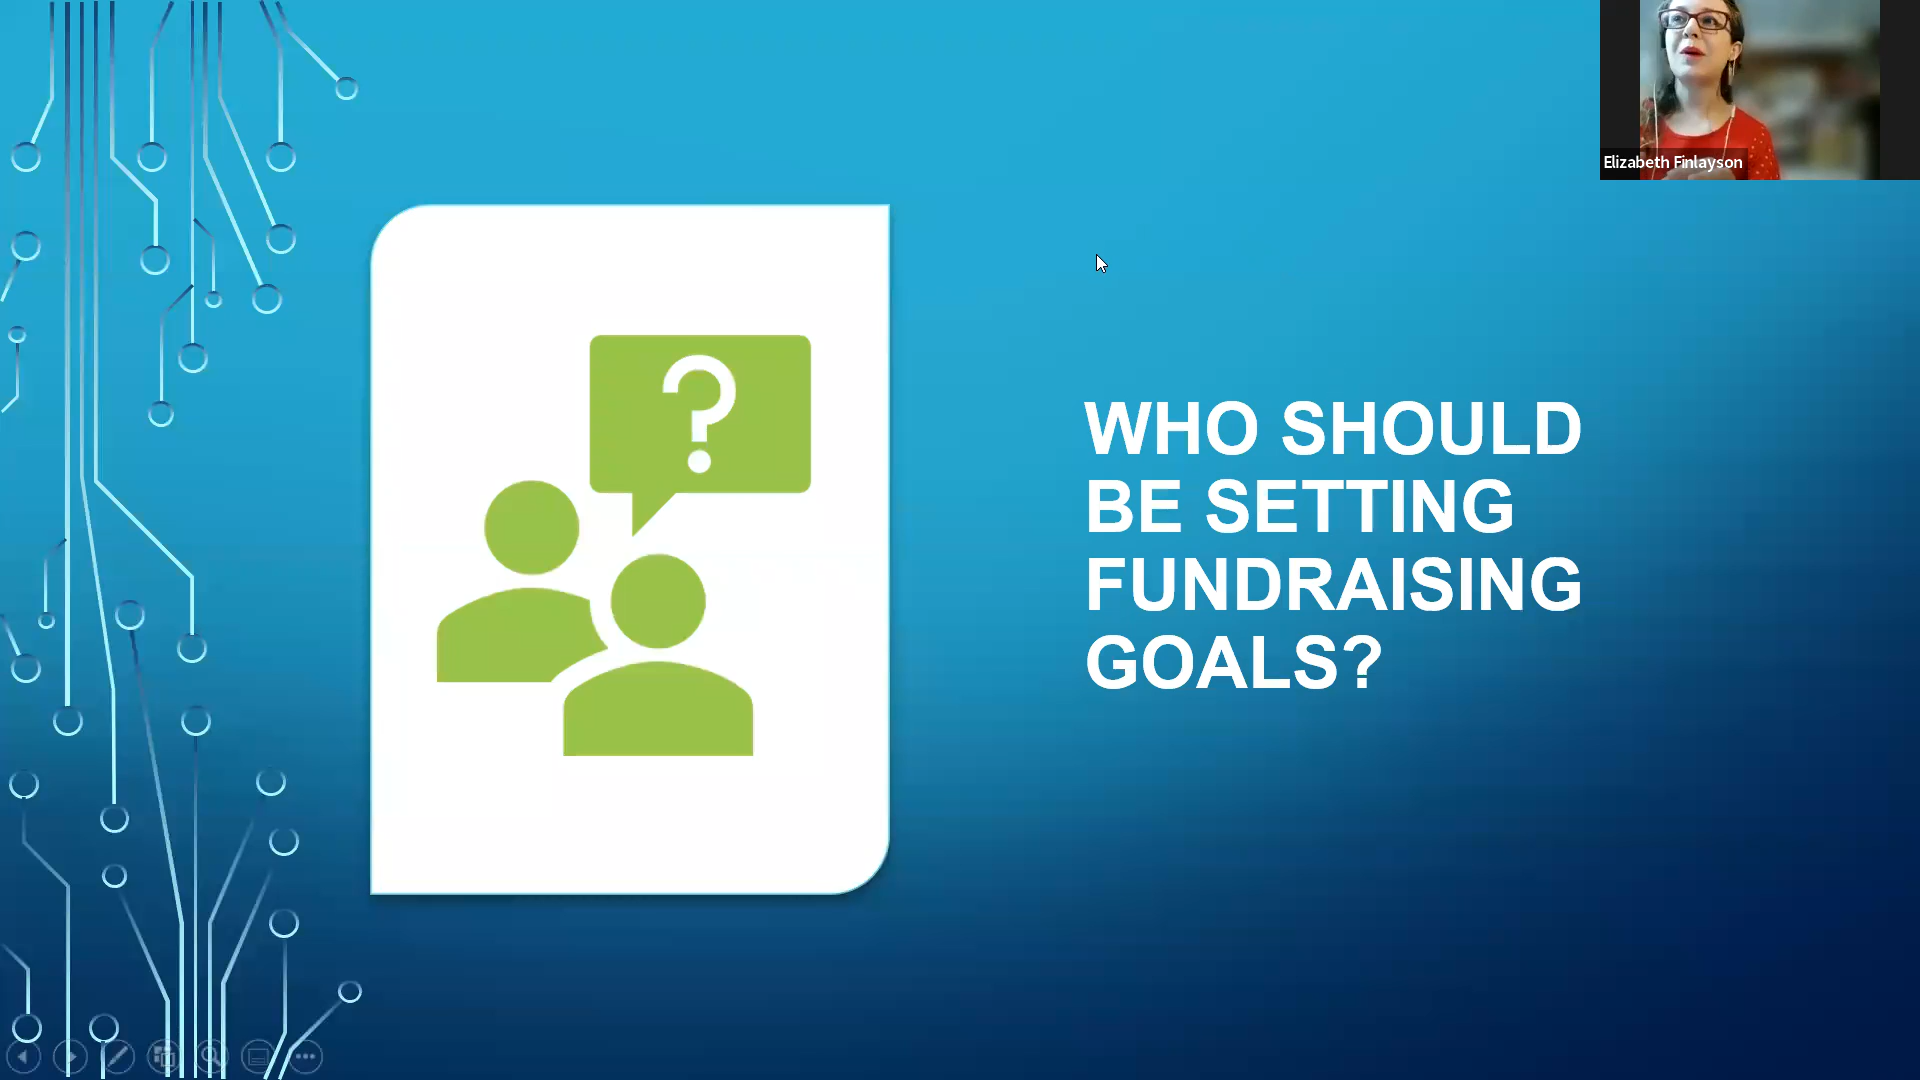 Elizabeth Finlayson
?
WHO SHOULD
BE SETTING
FUNDRAISING
GOALS?